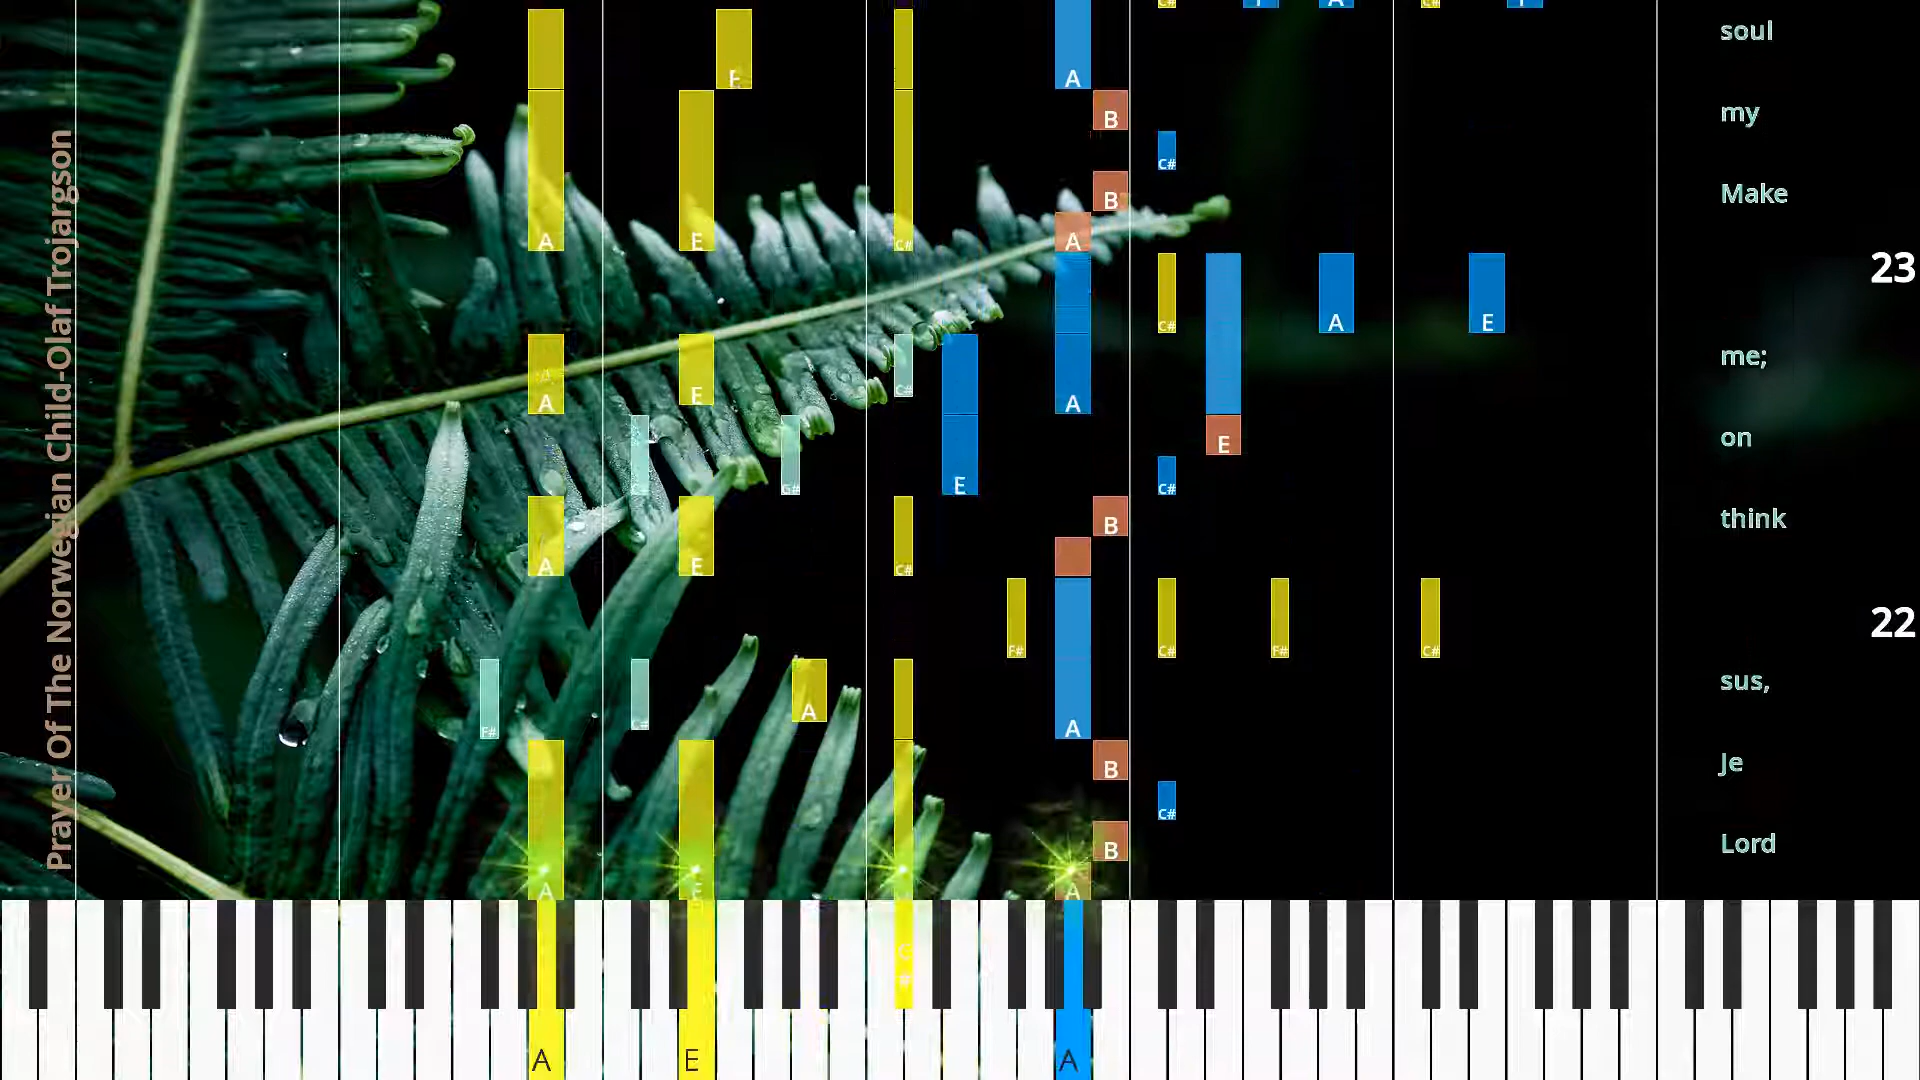 Prayer Of The Norwegian Child-Olaf Trojargson
C# A C#
soul
E A
my
B
C#
Make
B
A E C# A
23
C# A E
me;
A E C# A
on
E
G# E C#
think
B
A E C#
22
F# C# F# C#
sus,
F# C# A A
Je
B
C#
Lord
B
A E A
C
#
A E A